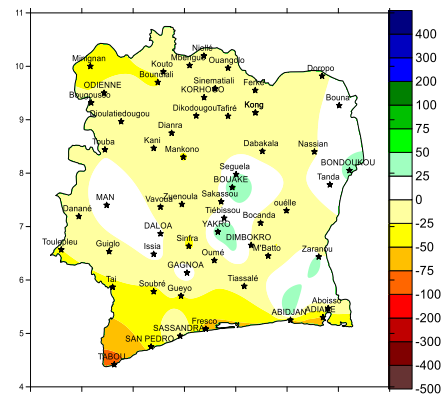 11
10
9
8
7
6
5
4
Niellé
Mbengué
Ouangolo
Minignan
Kouto
Doropo
Boundiali
Sinematiali
Ferké
ODIENNE
KORHOGO
Bougousso
Bouna
Kong
Dioulatiedougou
Dikodougou
Tafiré
Dianra
Touba
Kani
Mankono
Dabakala
Nassian
BONDOUKOU
Seguela
BOUAKE
Tanda
MAN
Vavoua
Zuenoula
Sakassou
ouéllé
Danané
Tiébissou
Bocanda
DALOA
YAKRO
Toulepleu
Guiglo
Issia
Sinfra
DIMBOKRO
M'Batto
Zaranou
Oumé
GAGNOA
Tai
Soubré
Gueyo
Tiassalé
Aboisso
ABIDJAN
ADIAKE
Fresco
SASSANDRA
SAN PEDRO
TABOU
400
300
200
100
75
50
25
0
-25
-50
-75
-100
-200
-300
-400
-500